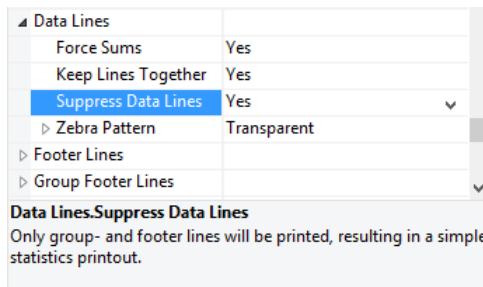 Data Lines
Force Sums Yes
Keep Lines Together Yes
Suppress Data Lines Yes
Zebra Pattern Transparent
Footer Lines
Group Footer Lines
Data Lines.Suppress Data Lines
Only group- and footer lines will be printed, resulting in a simple
statistics printout.